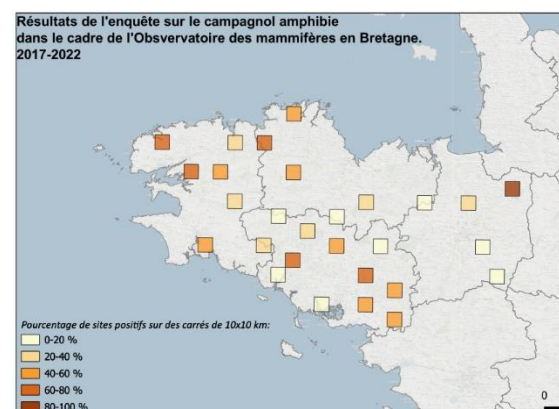 Résultats de l'enquête sur le campagnol amphibie
dans le cadre de l'Obsvervatoire des mammifères en Bretagne.
2017-2022
Pourcentage de sites positifs sur des carrés de 10x10 km:
0-20 %
20-40 %
40-60 %
60-80 %
80-100 %
0